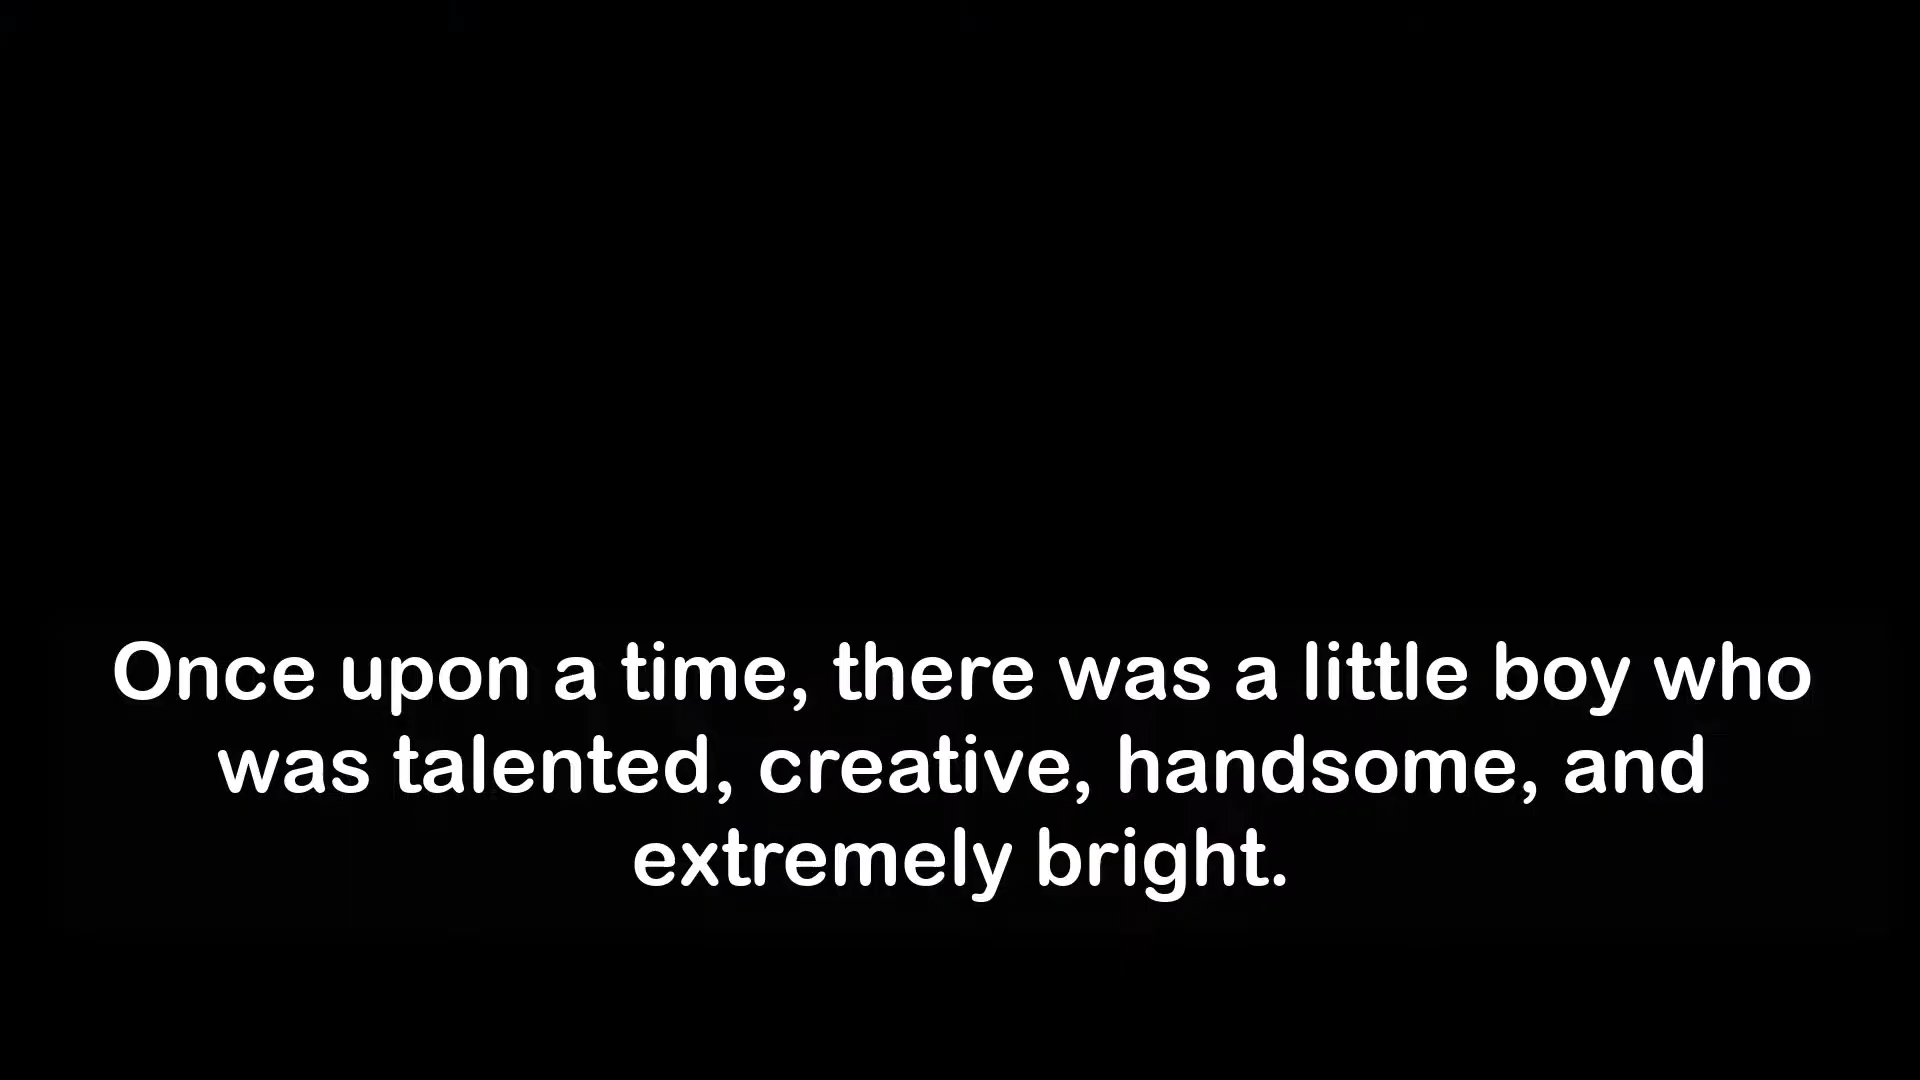 Once upon a time, there was a little boy who
was talented, creative, handsome, and
extremely bright.